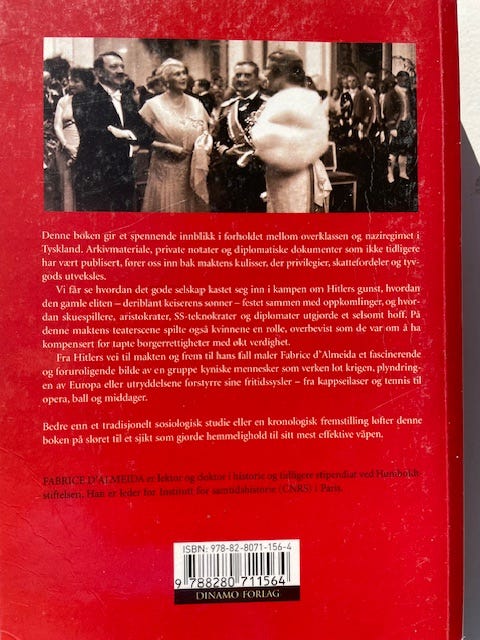 Denne boken gir et spennende innblikk i forholdet mellom overklassen og naziregimet i
Tyskland. Arkivmateriale, private notater og diplomatiske dokumenter som ikke tidligere
har vært publisert, fører oss inn bak maktens kulisser, der privilegier, skattefordeler og tyv-
gods utveksles.
Vi får se hvordan det gode selskap kastet seg inn i kampen om Hitlers gunst, hvordan
den gamle eliten – deriblant keiserens sønner – festet sammen med oppkomlinger, og hvor-
dan skuespillere, aristokrater, SS-teknokrater og diplomater utgjorde et selsomt hoff. På
denne maktens teaterscene spilte også kvinnene en rolle, overbevist som de var om å ha
kompensert for tapte borgerrettigheter med økt verdighet.
Fra Hitlers vei til makten og frem til hans fall maler Fabrice d’Almeida et fascinerende
og foruroligende bilde av en gruppe kyniske mennesker som verken lot krigen, plyndring-
en av Europa eller utryddelsene forstyrre sine fritidssysler – fra kappseilaser og tennis til
opera, ball og middager.
Bedre enn et tradisjonelt sosiologisk studie eller en kronologisk fremstilling løfter denne
boken på sløret til et sjikt som gjorde hemmelighold til sitt mest effektive våpen.
FABRICE D’ALMEIDA er lektor og doktor i historie og tidligere stipendiat ved Humboldt-
stiftelsen. Han er leder for Institutt for samtidshistorie (CNRS) i Paris.
ISBN: 978-82-8071-156-4
9 788280 711564
DINAMO FORLAG